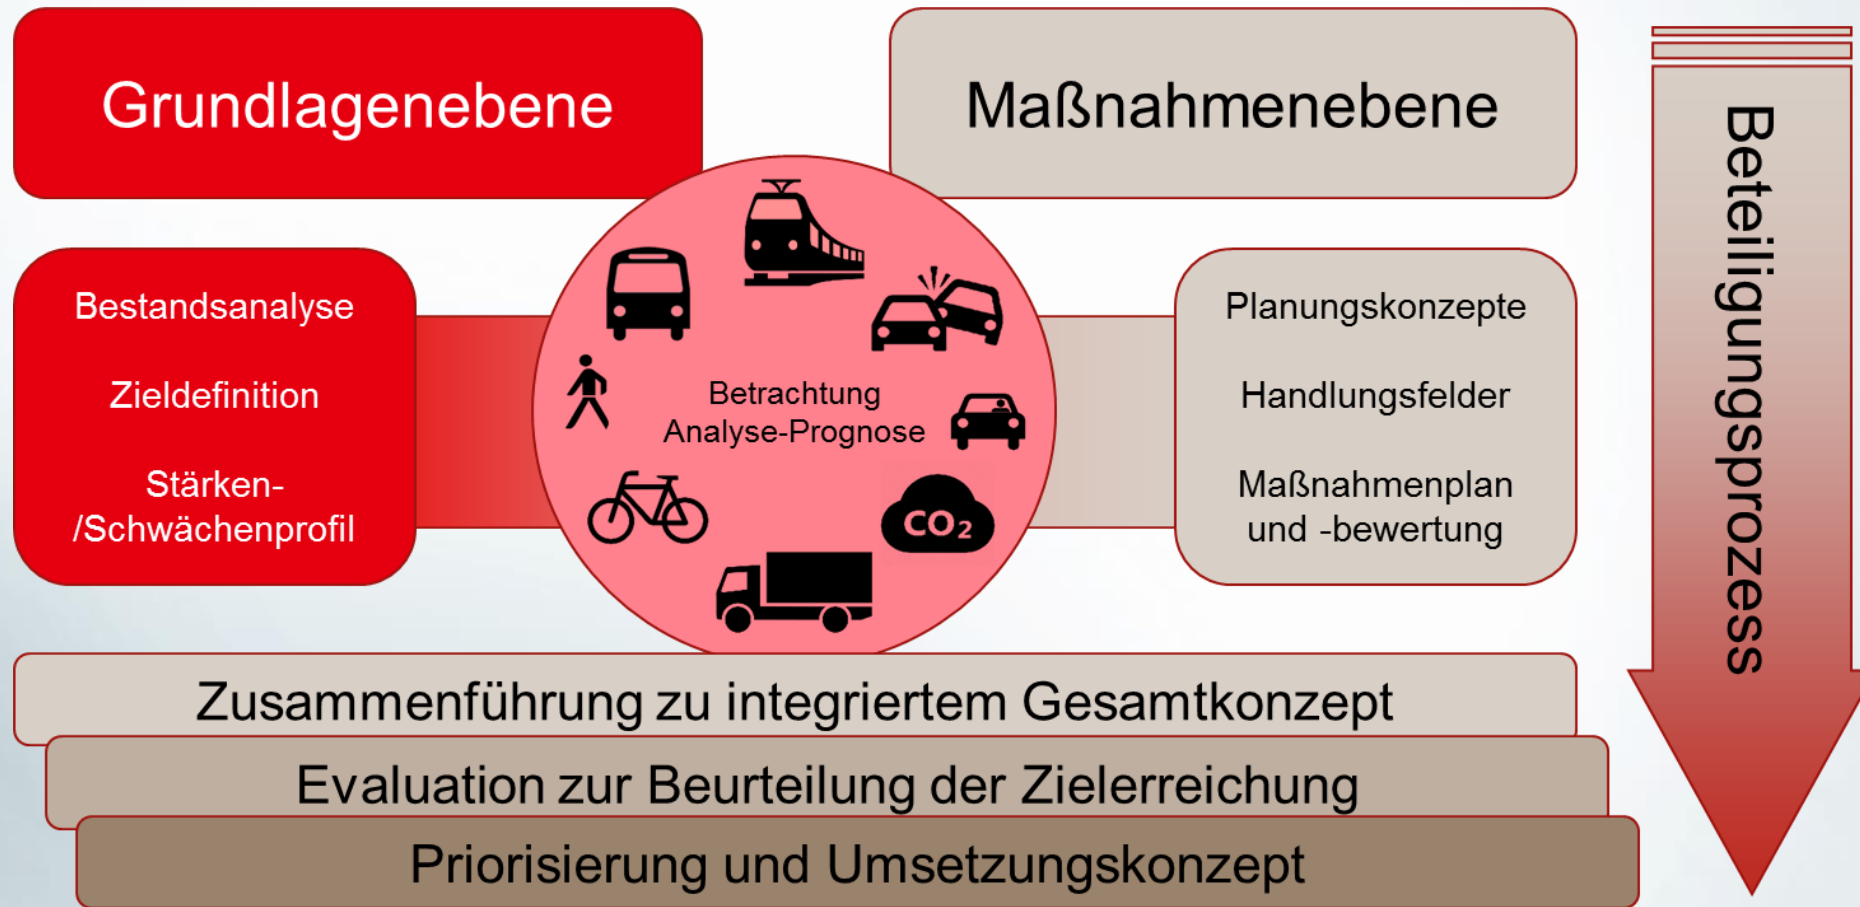 Grundlagenebene
Maßnahmenebene
Bestandsanalyse
Zieldefinition
Stärken-
/Schwächenprofil
Betrachtung
Analyse-Prognose
CO₂
Planungskonzepte
Handlungsfelder
Maßnahmenplan
und -bewertung
Zusammenführung zu integriertem Gesamtkonzept
Evaluation zur Beurteilung der Zielerreichung
Priorisierung und Umsetzungskonzept
Beteiligungsprozess